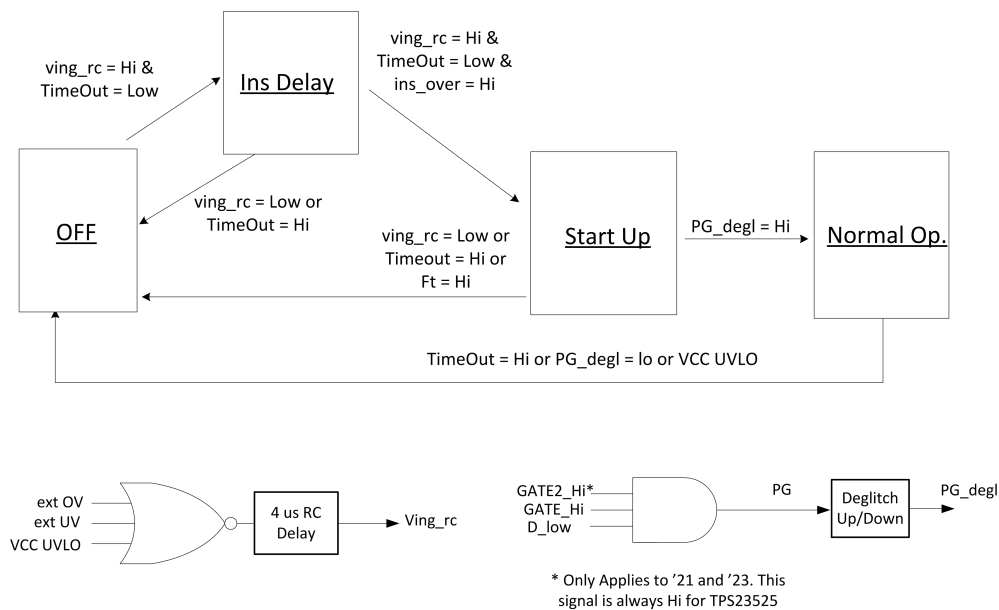 ving_rc = Hi &
TimeOut = Low
Ins Delay
ving_rc = Hi &
TimeOut = Low &
ins_over = Hi
OFF
ving_rc = Low or
TimeOut = Hi
ving_rc = Low or
Timeout = Hi or
Ft = Hi
Start Up
PG_degl = Hi
Normal Op.
TimeOut = Hi or PG_degl = lo or VCC UVLO
ext OV
ext UV
VCC UVLO
4 us RC
Delay
Ving_rc
GATE2_Hi*
GATE_Hi
D_low
PG
Deglitch
Up/Down
PG_degl
* Only Applies to ’21 and ’23. This
signal is always Hi for TPS23525